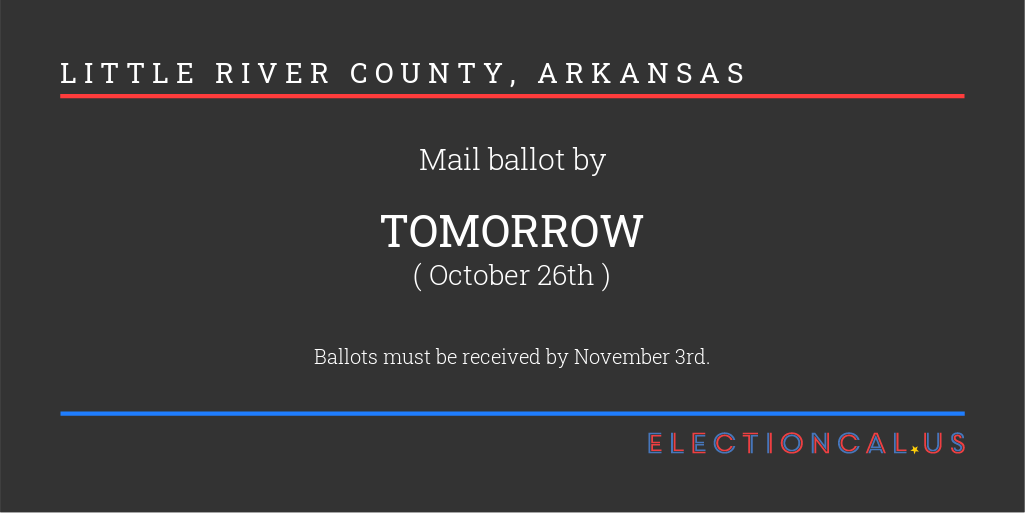 LITTLE RIVER COUNTY, ARKANSAS
Mail ballot by
TOMORROW
( October 26th )
Ballots must be received by November 3rd.
ELECTIONCAL.US